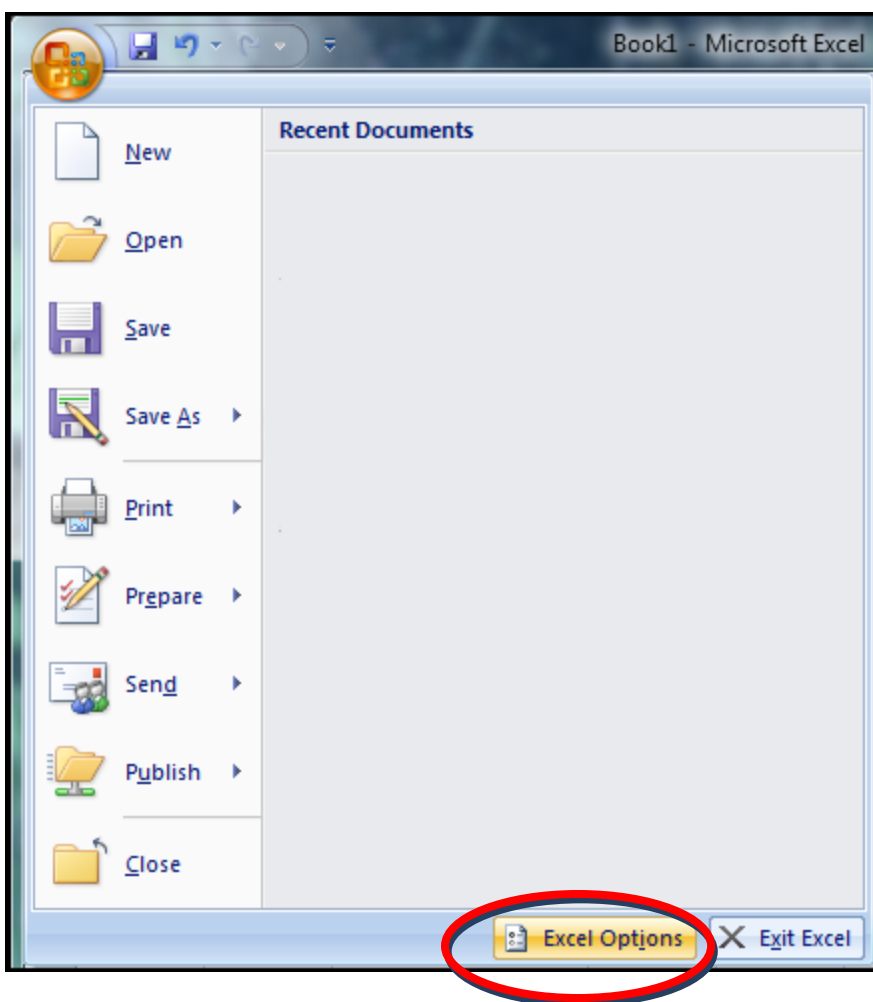 Book1 - Microsoft Excel
Recent Documents
New
Open
Save
Save As
Print
Prepare
Send
Publish
Close
Excel Options
Exit Excel